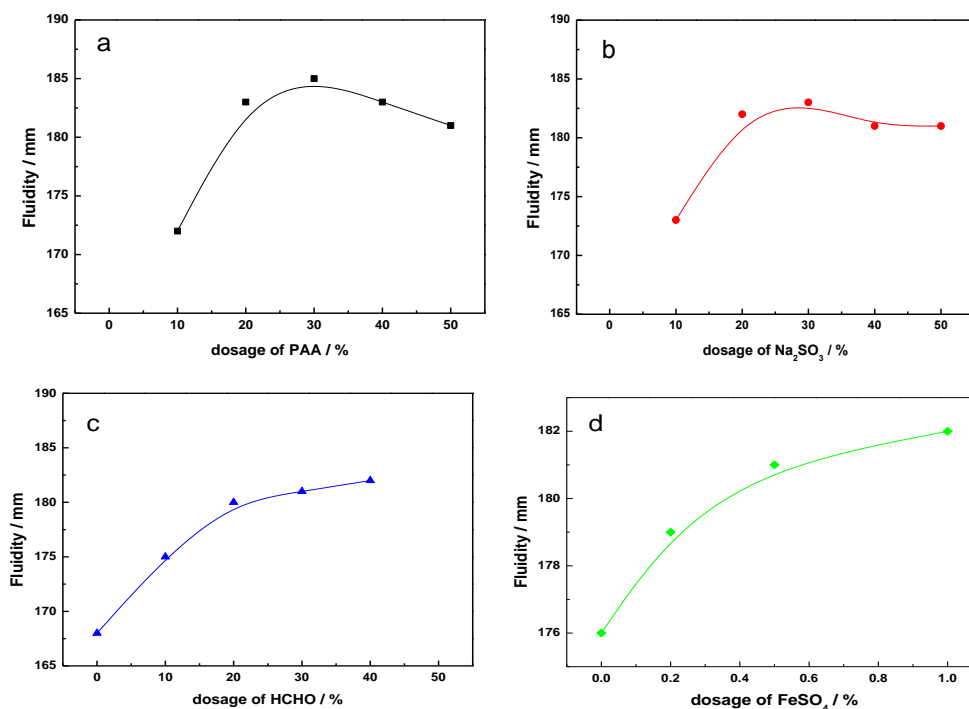 a
190
185
180
175
170
165
Fluidity / mm
0 10 20 30 40 50
dosage of PAA / %
b
190
185
180
175
170
165
Fluidity / mm
0 10 20 30 40 50
dosage of Na₂SO₃ / %
c
190
185
180
175
170
165
Fluidity / mm
0 10 20 30 40 50
dosage of HCHO / %
d
182
180
178
176
Fluidity / mm
0.0 0.2 0.4 0.6 0.8 1.0
dosage of FeSO₄ / %